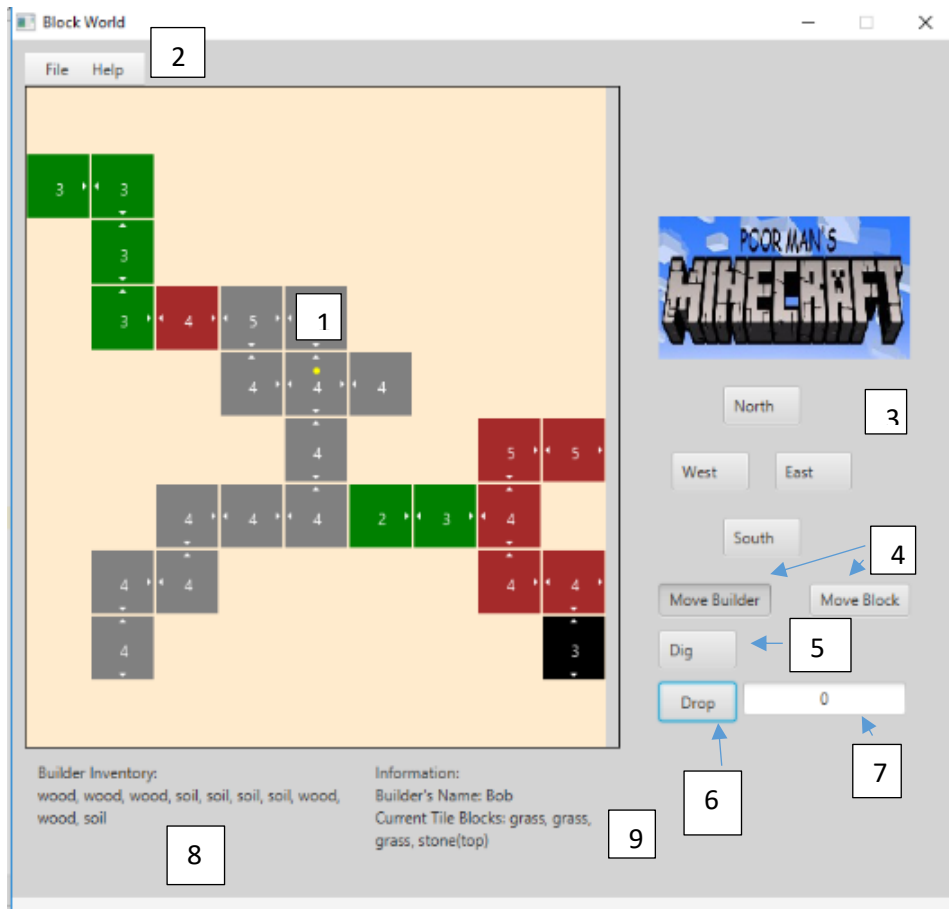 Block World
2
File Help
3 3
3
POOR MAN'S
MINECRAFT
3 4 5 1
4 4 4
North
3
4
5 5
West East
4 4 4 2 3 4
South
4
4 4
4 4
Move Builder Move Block
4
3
Dig
5
Drop 0
7
6
Builder Inventory:
wood, wood, wood, soil, soil, soil, soil, wood,
wood, soil
8
Information:
Builder's Name: Bob
Current Tile Blocks: grass, grass,
grass, stone(top)
9